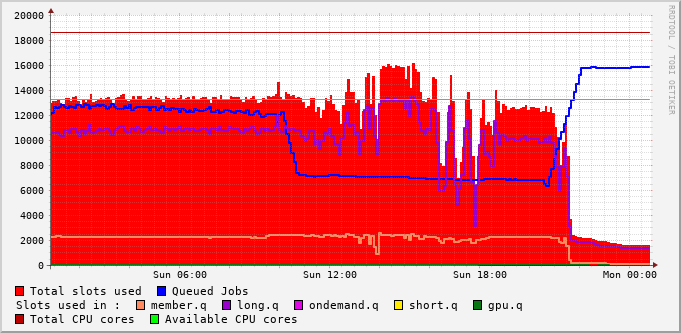 20000
18000
16000
14000
12000
10000
8000
6000
4000
2000
0
Sun 06:00 Sun 12:00 Sun 18:00 Mon 00:00
RRDTOOL / TOBI OETIKER
Total slots used Queued Jobs
Slots used in : member.q long.q ondemand.q short.q gpu.q
Total CPU cores Available CPU cores